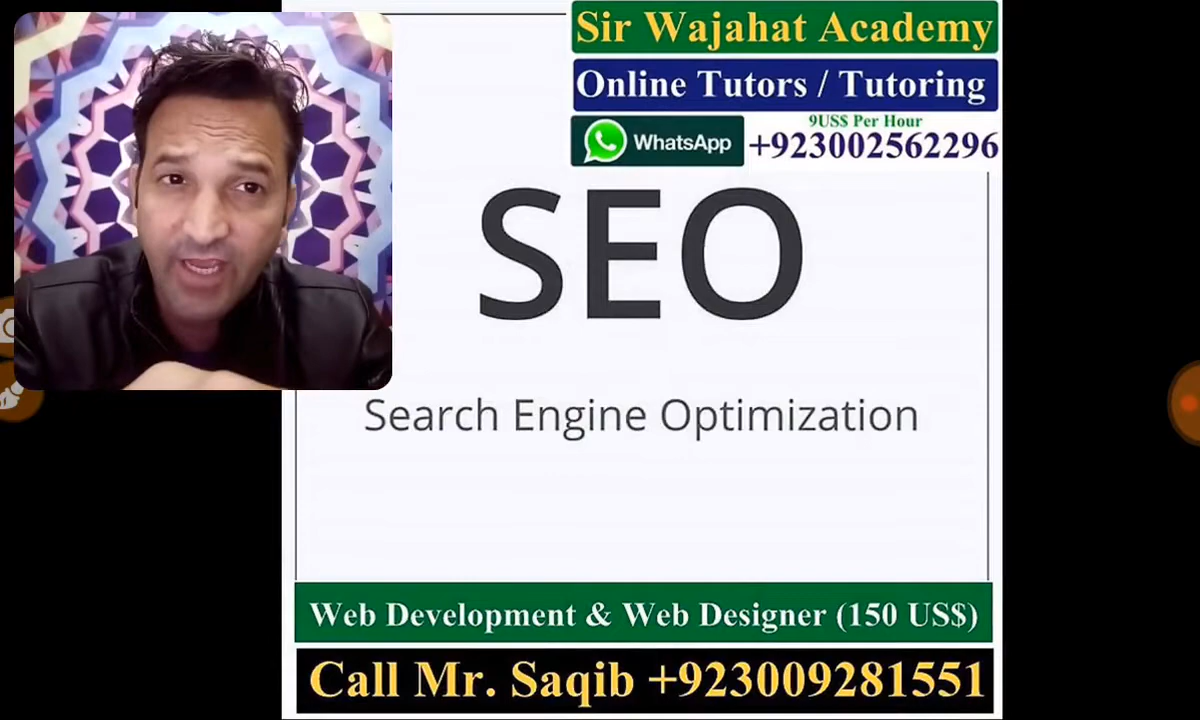 Sir Wajahat Academy
Online Tutors / Tutoring
9US$ Per Hour
WhatsApp +923002562296
SEO
Search Engine Optimization
Web Development & Web Designer (150 US$)
Call Mr. Saqib +923009281551